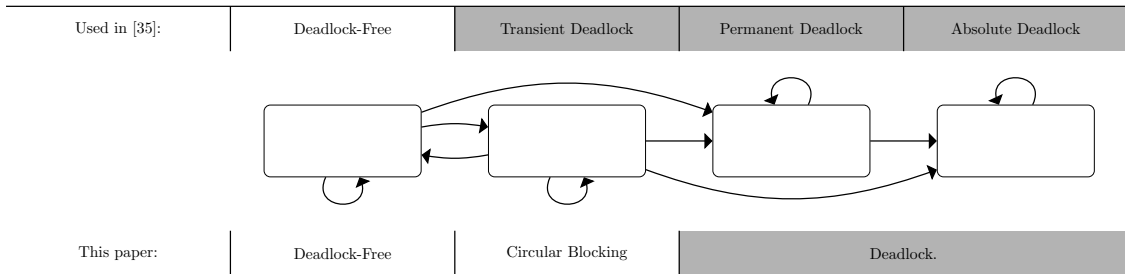 Used in [35]: Deadlock-Free Transient Deadlock Permanent Deadlock Absolute Deadlock
This paper: Deadlock-Free Circular Blocking Deadlock.